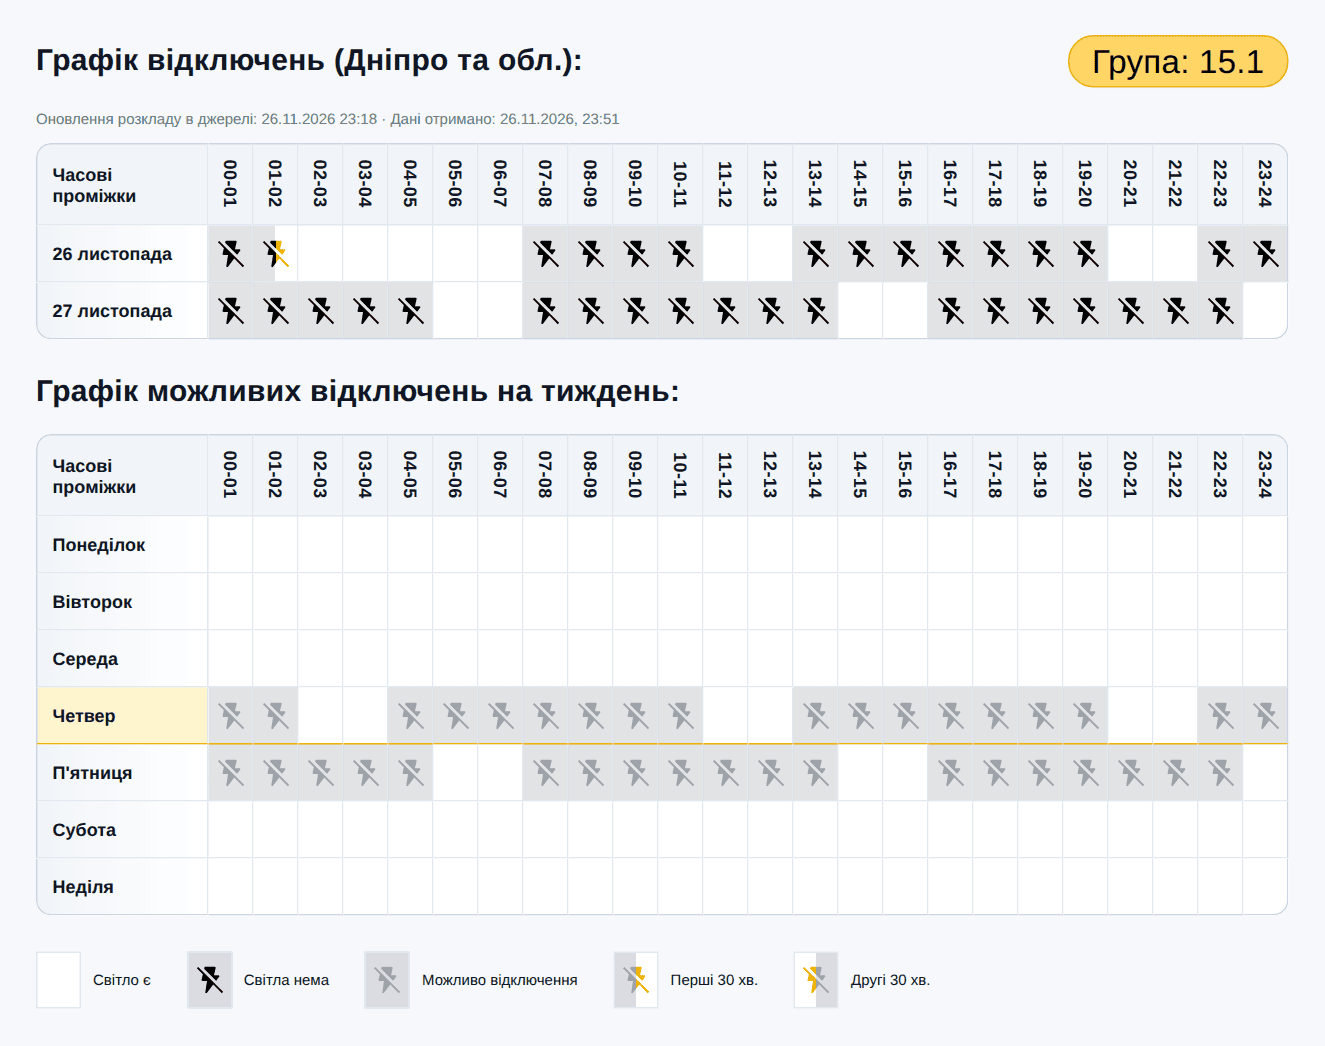 Графік відключень (Дніпро та обл.):
Група: 15.1
Оновлення розкладу в джерелі: 26.11.2026 23:18 · Дані отримано: 26.11.2026, 23:51
Часові проміжки 00-01 01-02 02-03 03-04 04-05 05-06 06-07 07-08 08-09 09-10 10-11 11-12 12-13 13-14 14-15 15-16 16-17 17-18 18-19 19-20 20-21 21-22 22-23 23-24
26 листопада
27 листопада
Графік можливих відключень на тиждень:
Часові проміжки 00-01 01-02 02-03 03-04 04-05 05-06 06-07 07-08 08-09 09-10 10-11 11-12 12-13 13-14 14-15 15-16 16-17 17-18 18-19 19-20 20-21 21-22 22-23 23-24
Понеділок
Вівторок
Середа
Четвер
П'ятниця
Субота
Неділя
Світло є Світла нема Можливо відключення Перші 30 хв. Другі 30 хв.